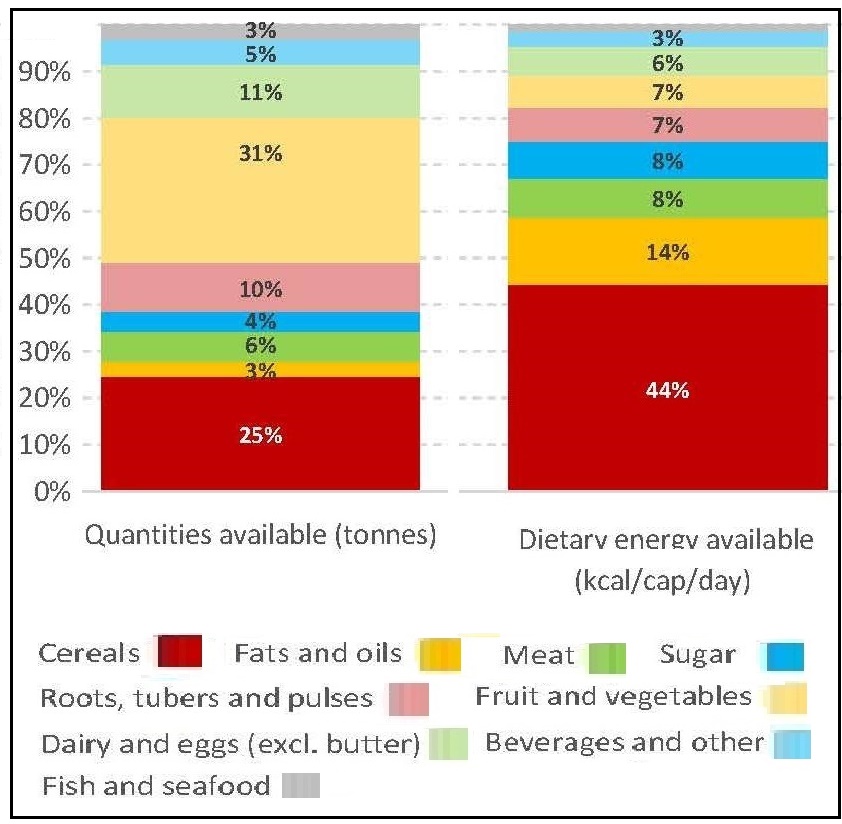 3% 3%
5% 6%
90% 11% 7%
80% 7%
70% 31% 8%
60% 8%
50% 14%
40% 10%
30% 4%
6%
3%
20% 44%
10% 25%
0%
Quantities available (tonnes) Dietary energy available
(kcal/cap/day)
Cereals Fats and oils Meat Sugar
Roots, tubers and pulses Fruit and vegetables
Dairy and eggs (excl. butter) Beverages and other
Fish and seafood